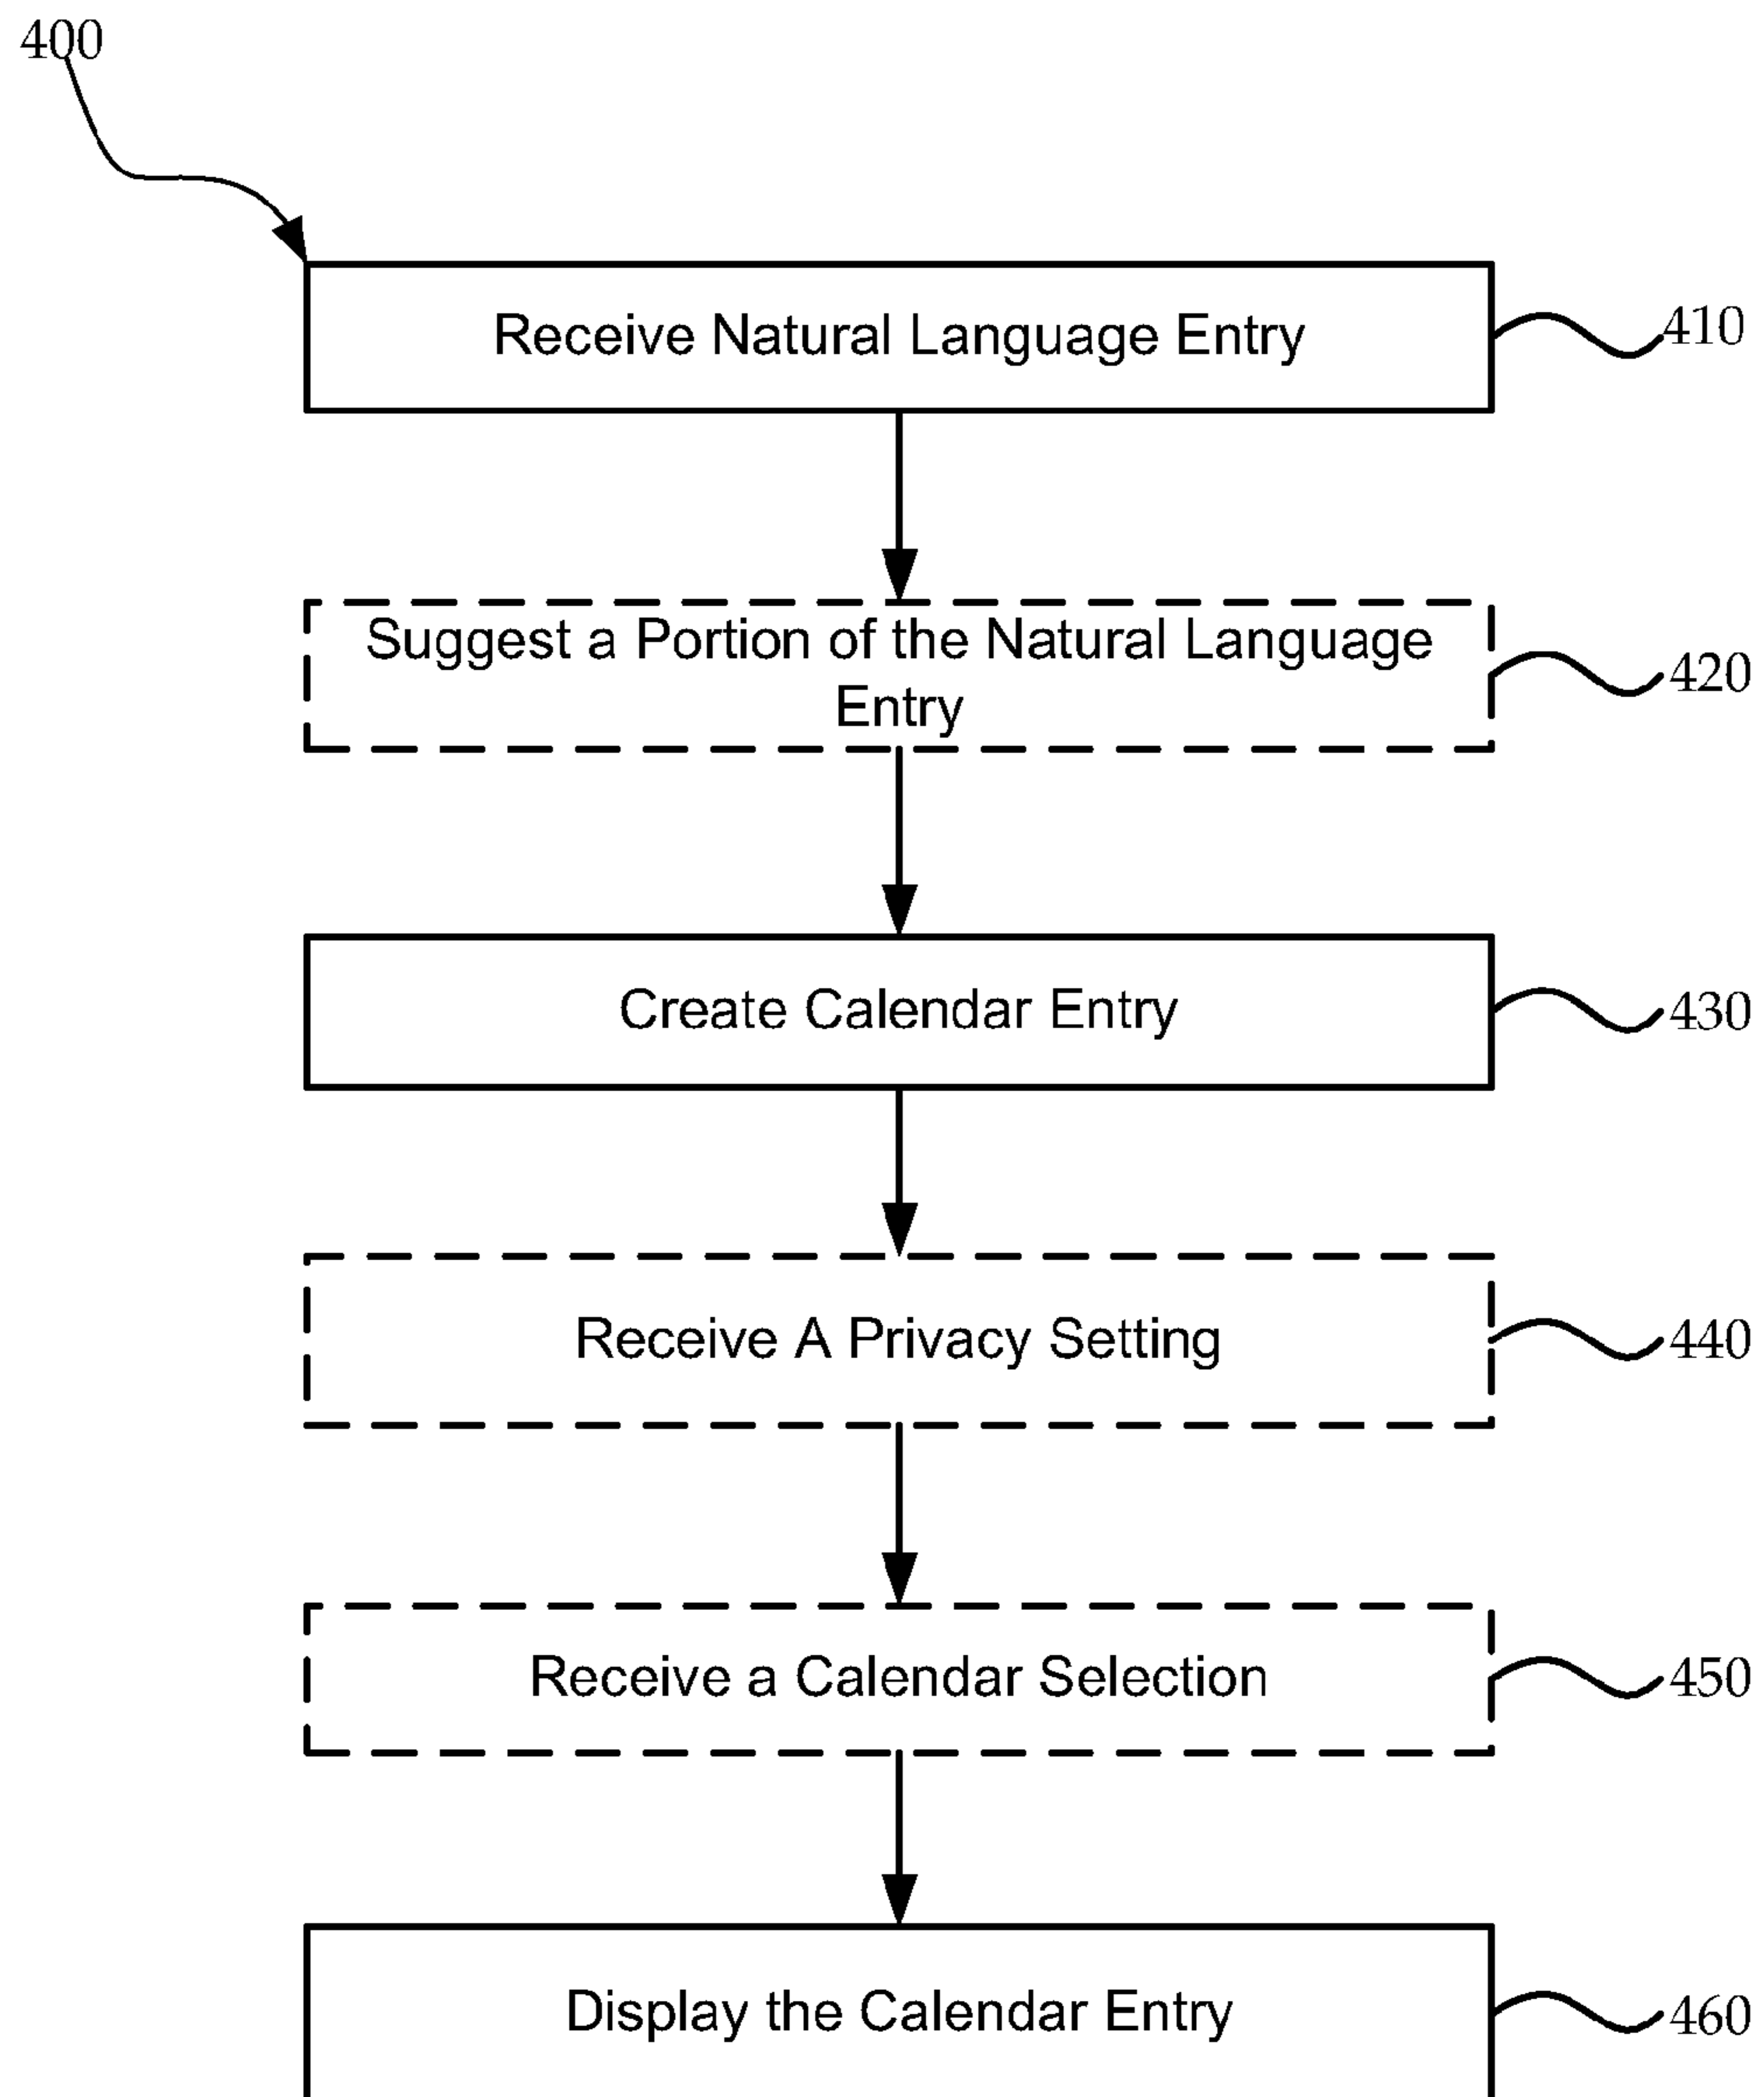 400
Receive Natural Language Entry
410
Suggest a Portion of the Natural Language
Entry
420
Create Calendar Entry
430
Receive A Privacy Setting
440
Receive a Calendar Selection
450
Display the Calendar Entry
460